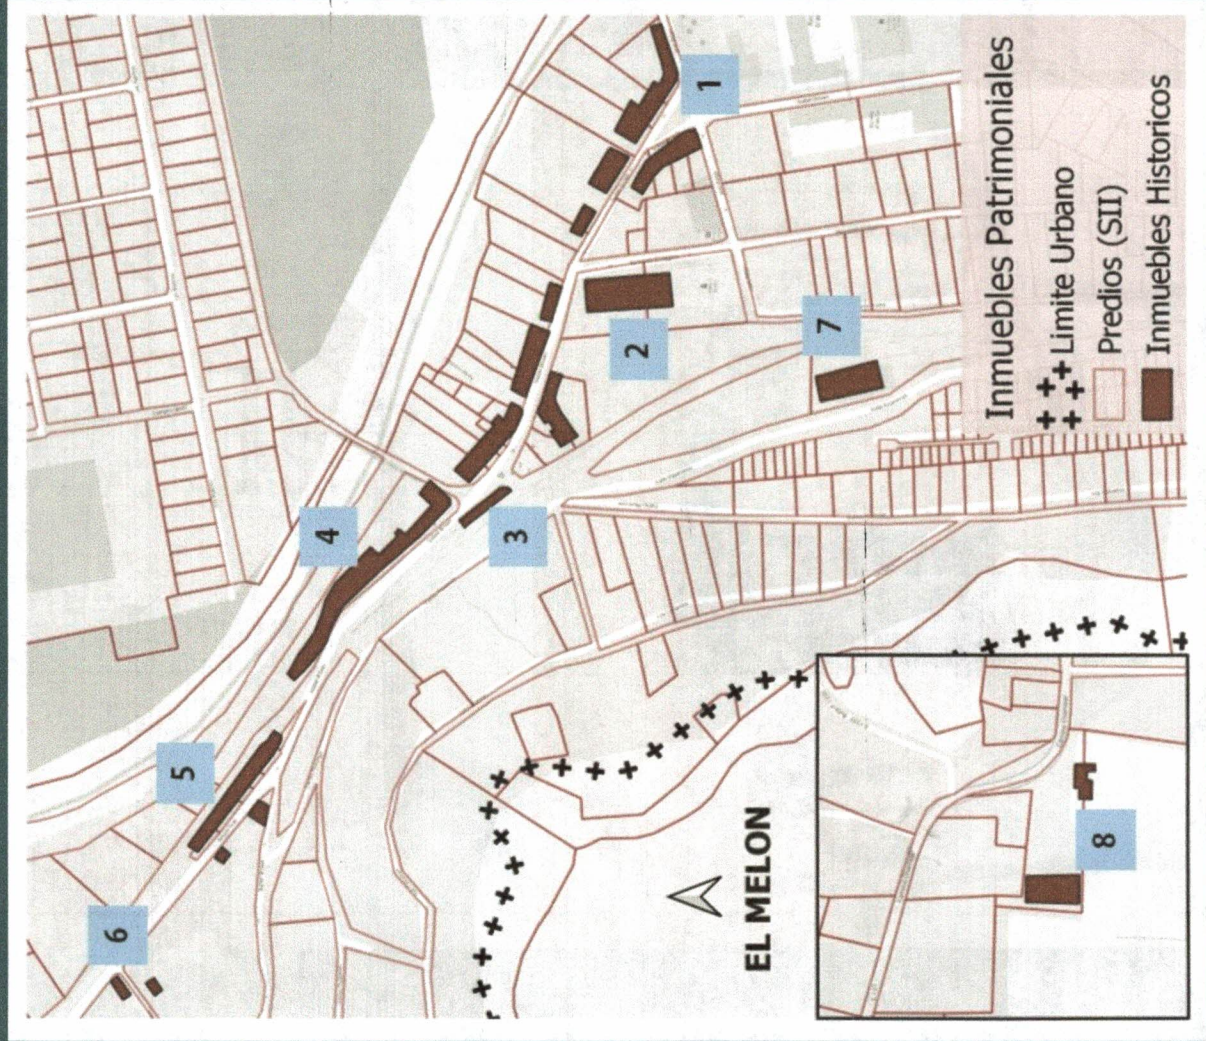 1
2
3
4
5
6
7
8
EL MELON
Inmuebles Patrimoniales
Limite Urbano
Predios (SII)
Inmuebles Historicos